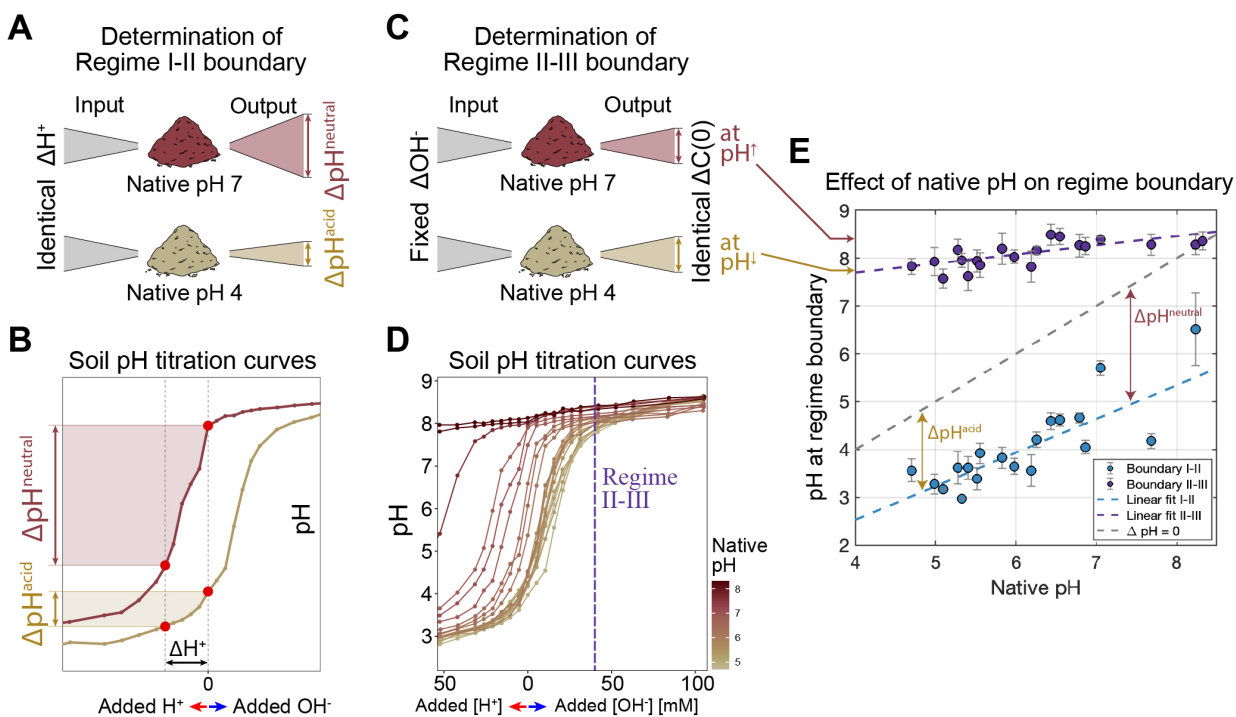 A
Determination of
Regime I-II boundary
Input
Output
Identical ΔH⁺
Native pH 7
Native pH 4
ΔpHneutral
ΔpHacid
C
Determination of
Regime II-III boundary
Input
Output
Fixed ΔOH⁻
Native pH 7
Native pH 4
Identical ΔC(0)
at
pH↑
at
pH↓
B
Soil pH titration curves
ΔpHneutral
ΔpHacid
pH
ΔH⁺
0
Added H⁺
Added OH⁻
D
Soil pH titration curves
pH
9
8
7
6
5
4
3
Regime
II-III
50
0
50
100
Added [H⁺]
Added [OH⁻] [mM]
Native
pH
8
7
6
5
E
Effect of native pH on regime boundary
pH at regime boundary
9
8
7
6
5
4
3
2
ΔpHneutral
ΔpHacid
Boundary I-II
Boundary II-III
Linear fit I-II
Linear fit II-III
Δ pH = 0
4
5
6
7
8
Native pH